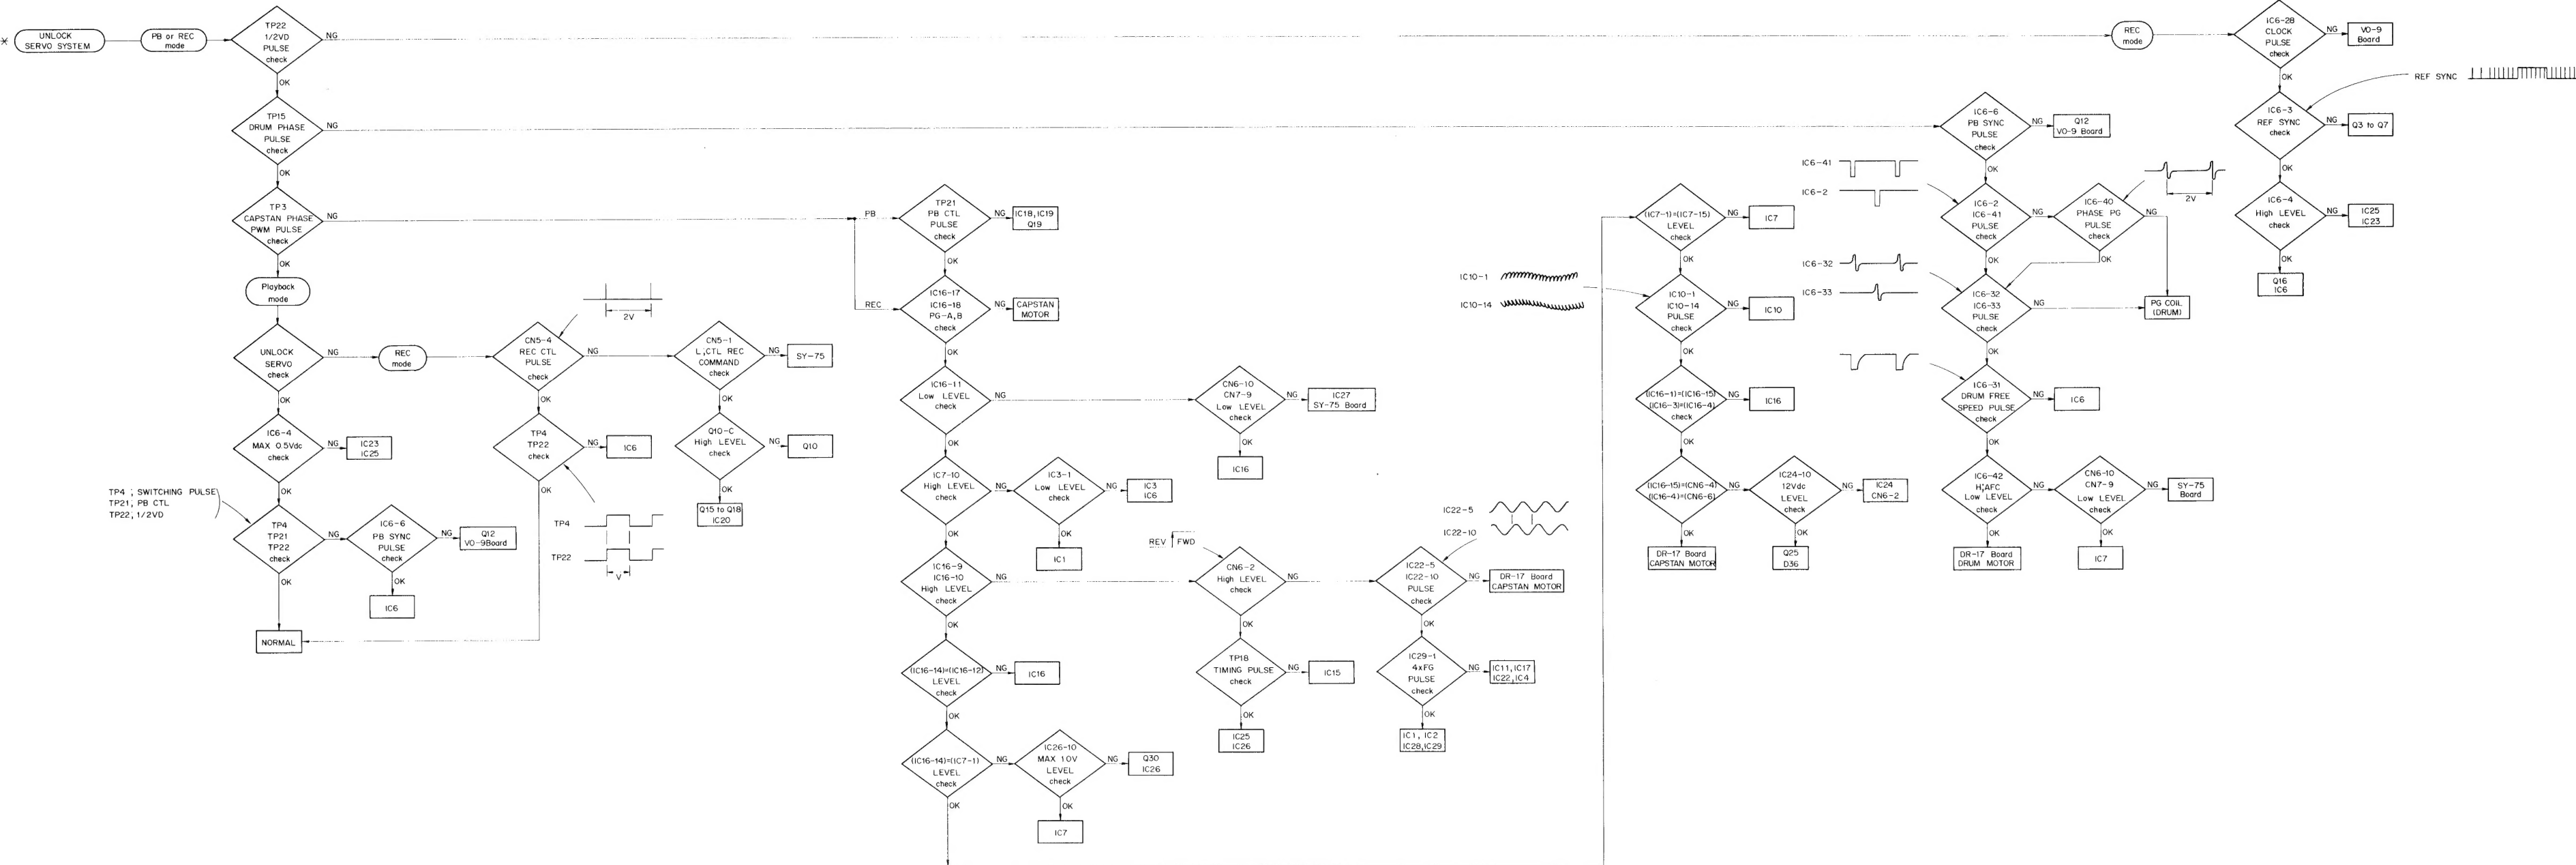 * UNLOCK
SERVO SYSTEM
PB or REC
mode
TP22
1/2VD
PULSE
check
NG
OK
TP15
DRUM PHASE
PULSE
check
NG
OK
TP3
CAPSTAN PHASE
PWM PULSE
check
NG
OK
Playback
mode
UNLOCK
SERVO
check
NG
OK
REC
mode
IC6-4
MAX 0.5Vdc
check
NG
OK
IC23
IC25
TP4 ; SWITCHING PULSE
TP21; PB CTL
TP22; 1/2VD
TP4
TP21
TP22
check
NG
OK
IC6-6
PB SYNC
PULSE
check
NG
OK
Q12
VO-9Board
IC6
NORMAL
2V
CN5-4
REC CTL
PULSE
check
NG
OK
TP4
TP22
check
NG
OK
IC6
TP4
TP22
V
CN5-1
L;CTL REC
COMMAND
check
NG
OK
SY-75
Q10-C
High LEVEL
check
NG
OK
Q10
Q15 to Q18
IC20
PB
REC
TP21
PB CTL
PULSE
check
NG
OK
IC18,IC19
Q19
IC16-17
IC16-18
PG-A,B
check
NG
OK
CAPSTAN
MOTOR
IC16-11
Low LEVEL
check
NG
OK
CN6-10
CN7-9
Low LEVEL
check
NG
OK
IC27
SY-75 Board
IC16
IC7-10
High LEVEL
check
NG
OK
IC3-1
Low LEVEL
check
NG
OK
IC3
IC6
IC1
IC16-9
IC16-10
High LEVEL
check
NG
OK
REV FWD
CN6-2
High LEVEL
check
NG
OK
IC22-5
IC22-10
IC22-5
IC22-10
PULSE
check
NG
OK
DR-17 Board
CAPSTAN MOTOR
TP18
TIMING PULSE
check
NG
OK
IC15
IC25
IC26
IC29-1
4xFG
PULSE
check
NG
OK
IC11,IC17
IC22,IC4
IC1, IC2
IC28,IC29
(IC16-14)=(IC16-12)
LEVEL
check
NG
OK
IC16
(IC16-14)=(IC7-1)
LEVEL
check
NG
OK
IC26-10
MAX 10V
LEVEL
check
NG
OK
Q30
IC26
IC7
(IC7-1)=(IC7-15)
LEVEL
check
NG
OK
IC7
IC10-1
IC10-14
IC10-1
IC10-14
PULSE
check
NG
OK
IC10
(IC16-1)=(IC16-15)
(IC16-3)=(IC16-4)
check
NG
OK
IC16
(IC16-15)=(CN6-4)
(IC16-4)=(CN6-6)
check
NG
OK
IC24-10
12Vdc
LEVEL
check
NG
OK
IC24
CN6-2
DR-17 Board
CAPSTAN MOTOR
Q25
D36
IC6-6
PB SYNC
PULSE
check
NG
OK
Q12
VO-9 Board
IC6-41
IC6-2
IC6-2
IC6-41
PULSE
check
NG
OK
IC6-40
PHASE PG
PULSE
check
NG
OK
2V
IC6-32
IC6-33
IC6-32
IC6-33
PULSE
check
NG
OK
PG COIL
(DRUM)
IC6-31
DRUM FREE
SPEED PULSE
check
NG
OK
IC6
IC6-42
H;AFC
Low LEVEL
check
NG
OK
CN6-10
CN7-9
Low LEVEL
check
NG
OK
SY-75
Board
DR-17 Board
DRUM MOTOR
IC7
REC
mode
IC6-28
CLOCK
PULSE
check
NG
OK
VO-9
Board
REF SYNC
IC6-3
REF SYNC
check
NG
OK
Q3 to Q7
IC6-4
High LEVEL
check
NG
OK
IC25
IC23
Q16
IC6